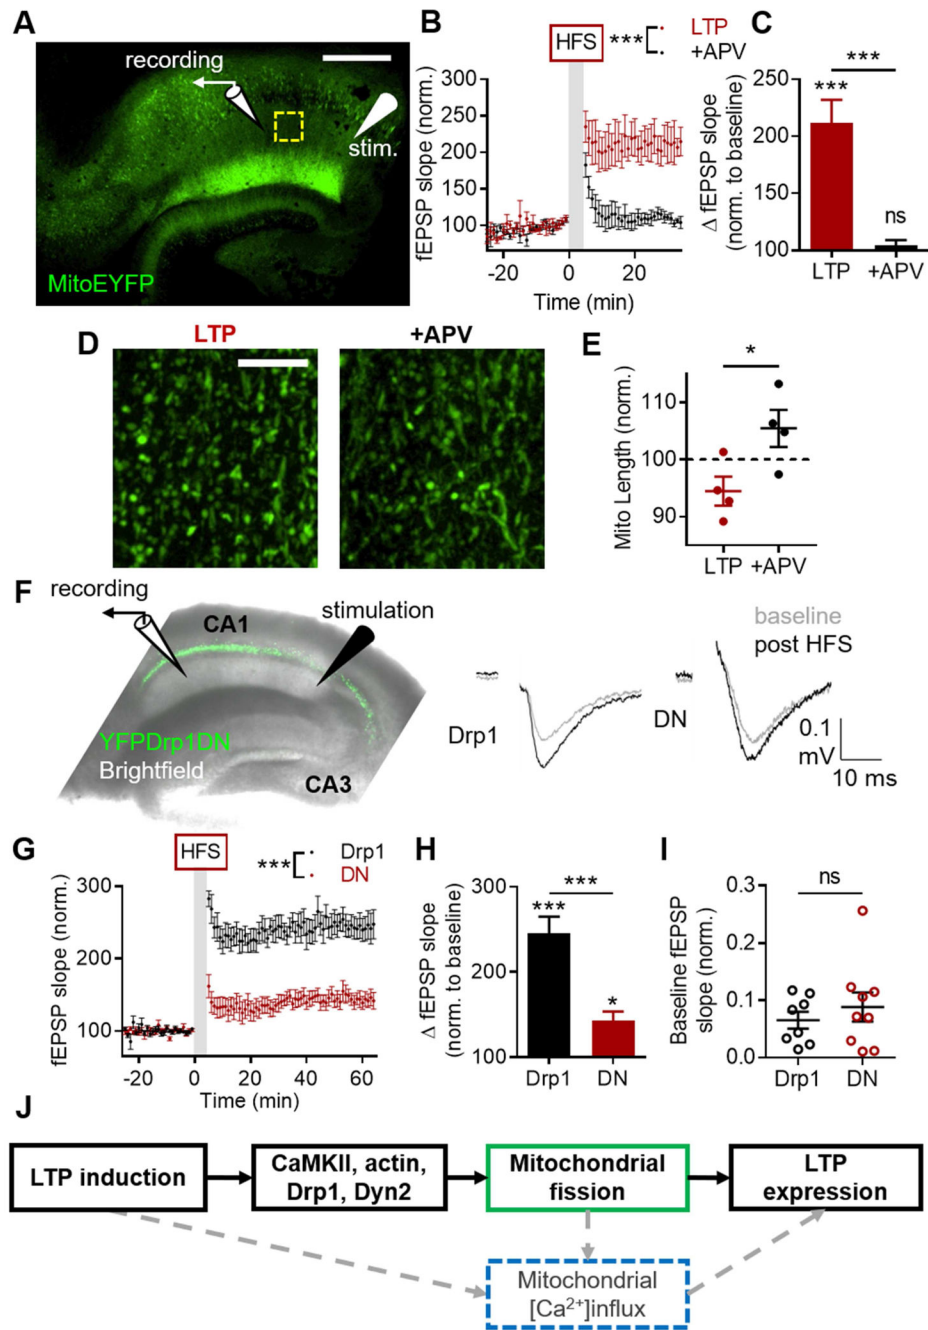 A
recording
stim.
MitoEYFP
B
HFS
*** LTP
+APV
fEPSP slope (norm.)
300
250
200
150
100
-20 0 20
Time (min)
C
***
***
ns
Δ fEPSP slope
(norm. to baseline)
250
200
150
100
LTP +APV
D
LTP
+APV
E
*
Mito Length (norm.)
110
100
90
LTP +APV
F
recording
stimulation
CA1
YFPDrp1DN
Brightfield
CA3
baseline
post HFS
Drp1
DN
0.1
mV
10 ms
G
HFS
*** Drp1
DN
fEPSP slope (norm.)
300
200
100
-20 0 20 40 60
Time (min)
H
***
***
*
Δ fEPSP slope
(norm. to baseline)
300
200
100
Drp1 DN
I
ns
Baseline fEPSP
slope (norm.)
0.3
0.2
0.1
0.0
Drp1 DN
J
LTP induction
CaMKII, actin,
Drp1, Dyn2
Mitochondrial
fission
LTP
expression
Mitochondrial
[Ca²⁺]influx